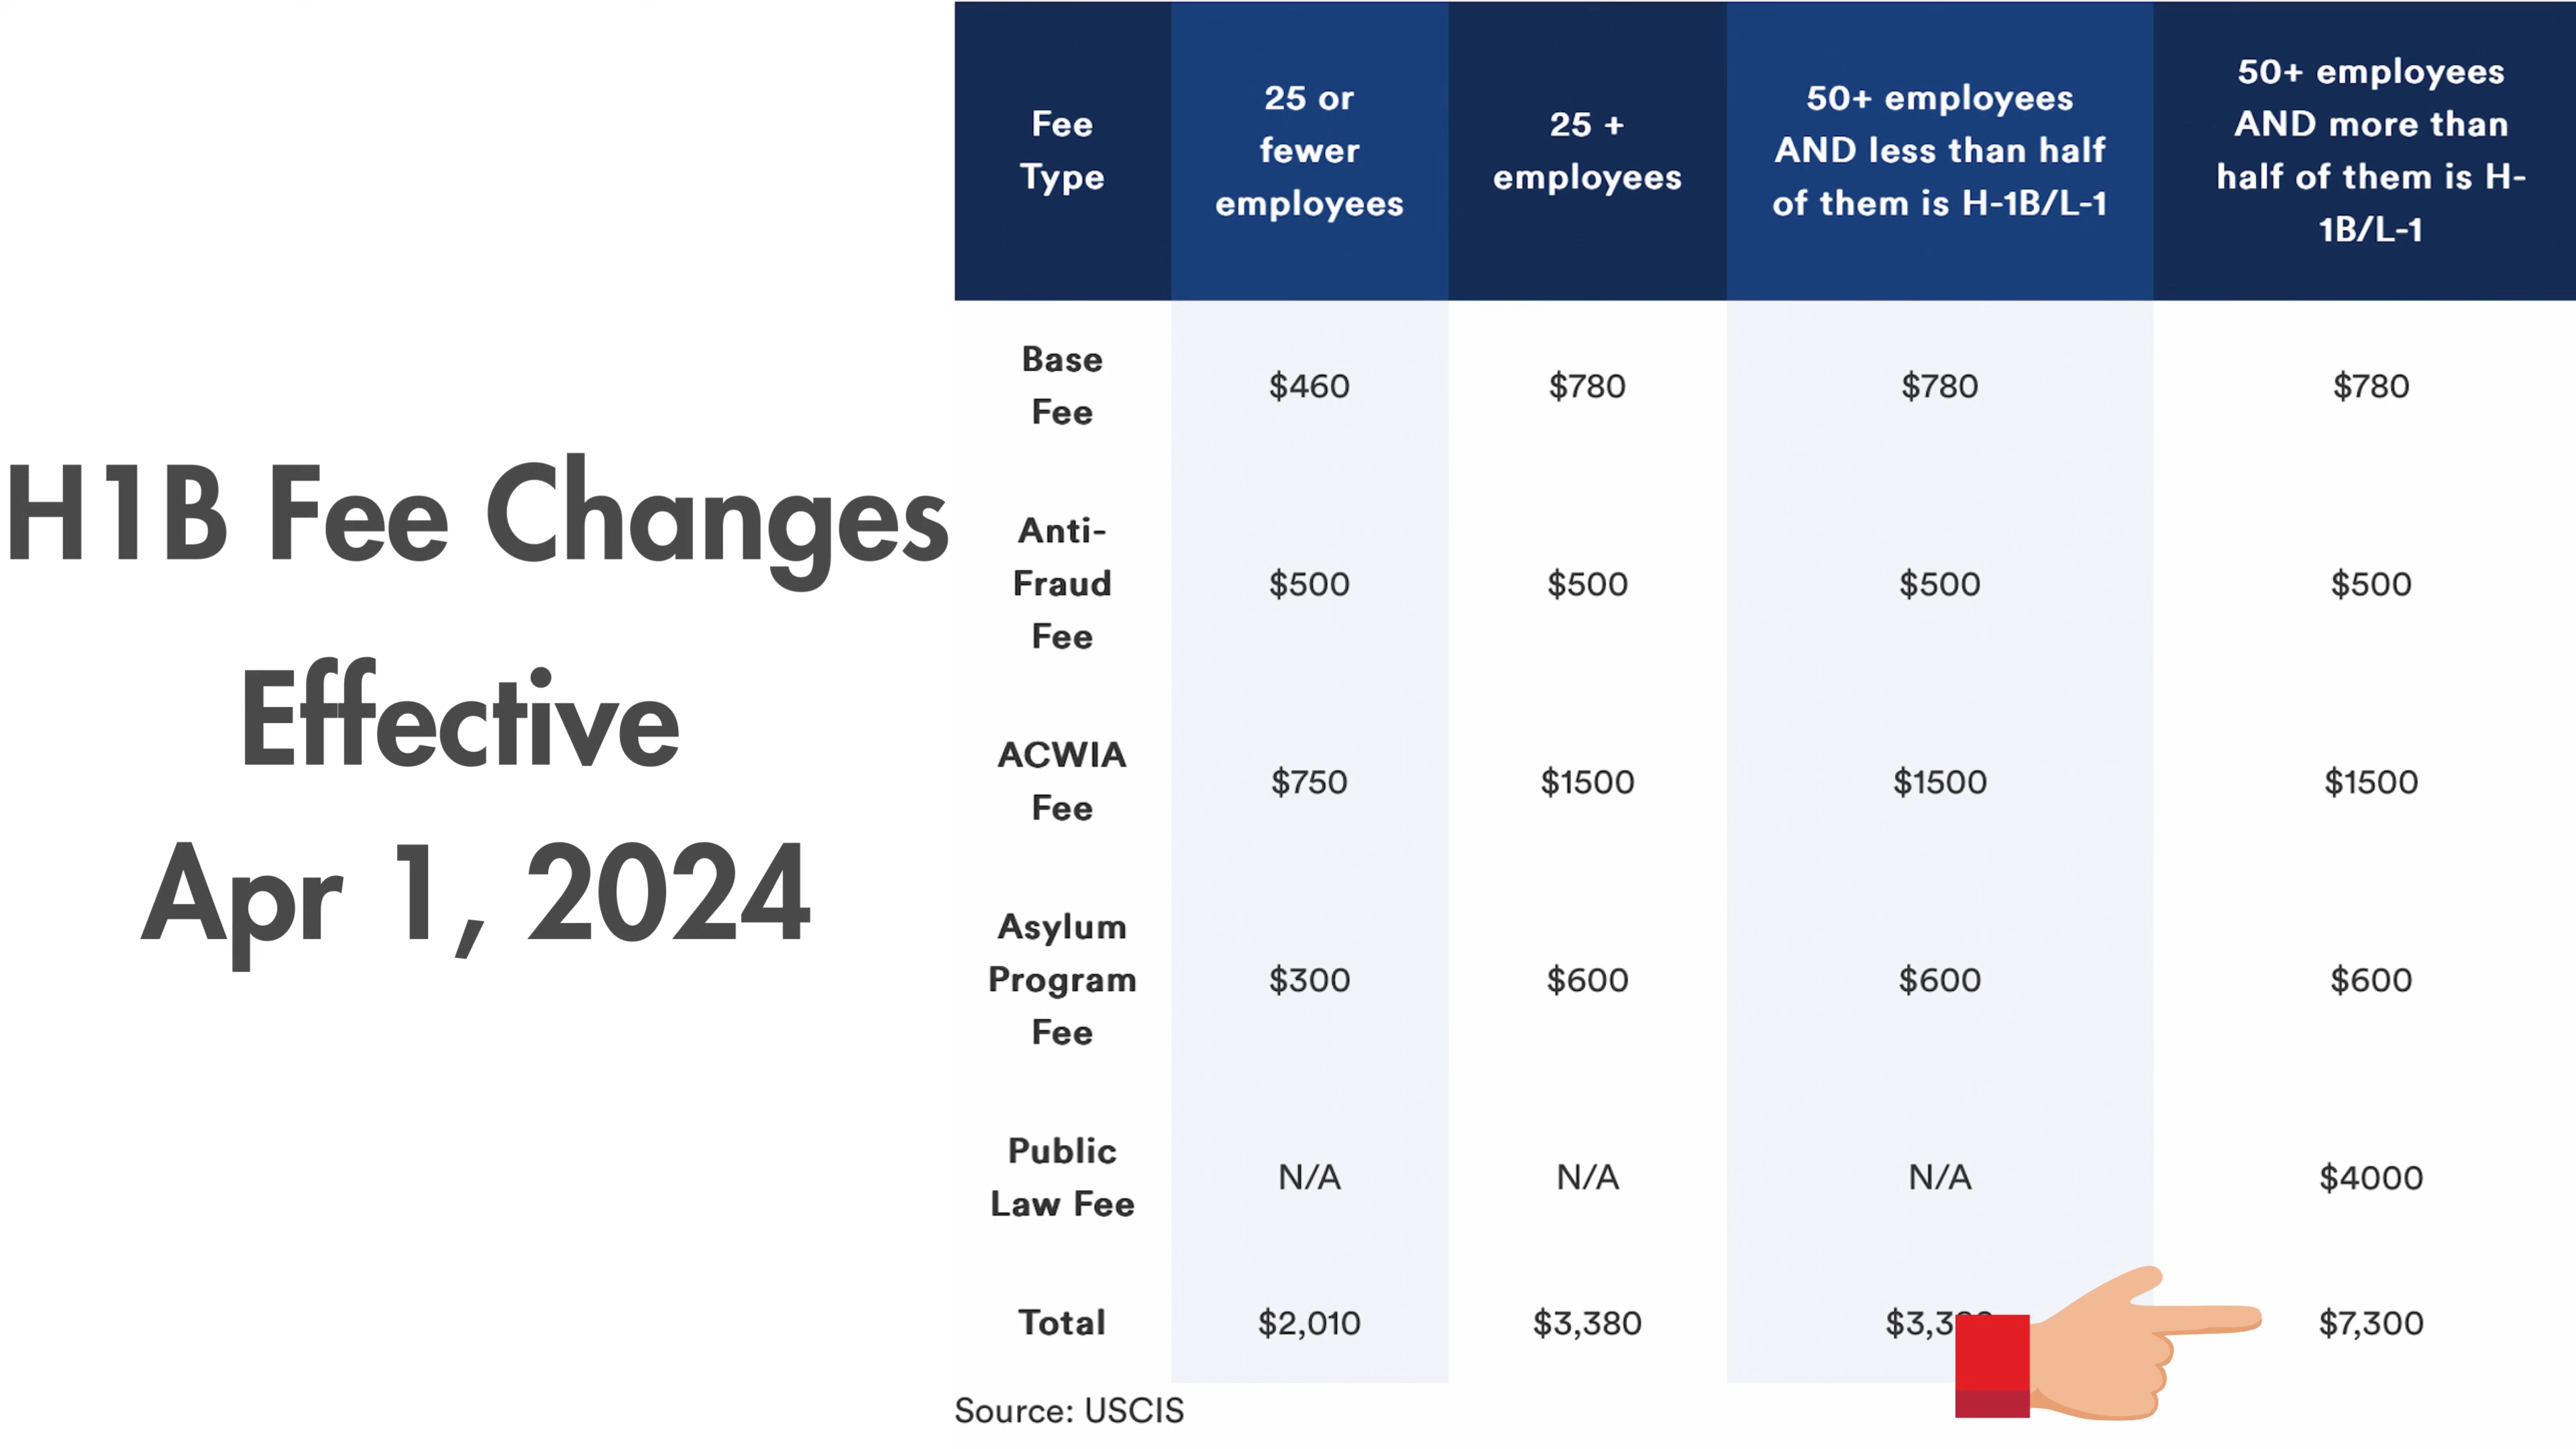 H1B Fee Changes
Effective
Apr 1, 2024
Fee
Type
25 or
fewer
employees
25 +
employees
50+ employees
AND less than half
of them is H-1B/L-1
50+ employees
AND more than
half of them is H-
1B/L-1
Base
Fee
$460
$780
$780
$780
Anti-
Fraud
Fee
$500
$500
$500
$500
ACWIA
Fee
$750
$1500
$1500
$1500
Asylum
Program
Fee
$300
$600
$600
$600
Public
Law Fee
N/A
N/A
N/A
$4000
Total
$2,010
$3,380
$7,300
Source: USCIS